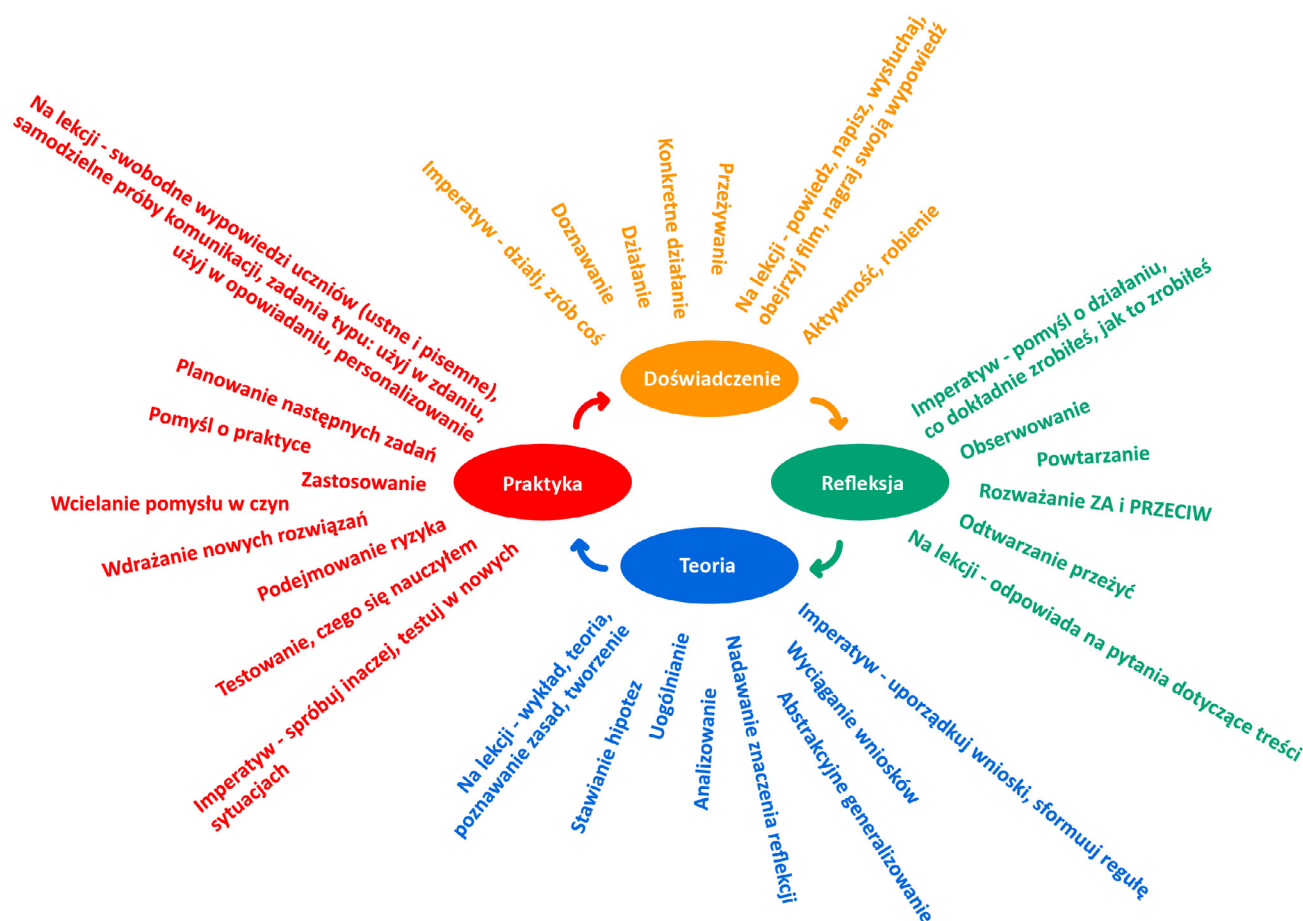 Doświadczenie
Imperatyw - działj, zrób coś
Doznawanie
Działanie
Konkretne działanie
Przeżywanie
Na lekcji - powiedz, napisz, wysłuchaj,
obejrzyj film, nagraj swoją wypowiedź
Aktywność, robienie
Refleksja
Imperatyw - pomyśl o działaniu,
co dokładnie zrobiłeś, jak to zrobiłeś
Obserwowanie
Powtarzanie
Rozważanie ZA i PRZECIW
Odtwarzanie przeżyć
Na lekcji - odpowiada na pytania dotyczące treści
Teoria
Imperatyw - uporządkuj wnioski, sformuuj regułę
Wyciąganie wniosków
Abstrakcyjne generalizowanie
Nadawanie znaczenia reflekcji
Analizowanie
Uogólnianie
Stawianie hipotez
Na lekcji - wykład, teoria,
poznawanie zasad, tworzenie
Praktyka
Imperatyw - spróbuj inaczej, testuj w nowych
sytuacjach
Testowanie, czego się nauczyłem
Podejmowanie ryzyka
Wdrażanie nowych rozwiązań
Wcielanie pomysłu w czyn
Zastosowanie
Pomyśl o praktyce
Planowanie następnych zadań
Na lekcji - swobodne wypowiedzi uczniów (ustne i pisemne),
samodzielne próby komunikacji, zadania typu: użyj w zdaniu,
użyj w opowiadaniu, personalizowanie